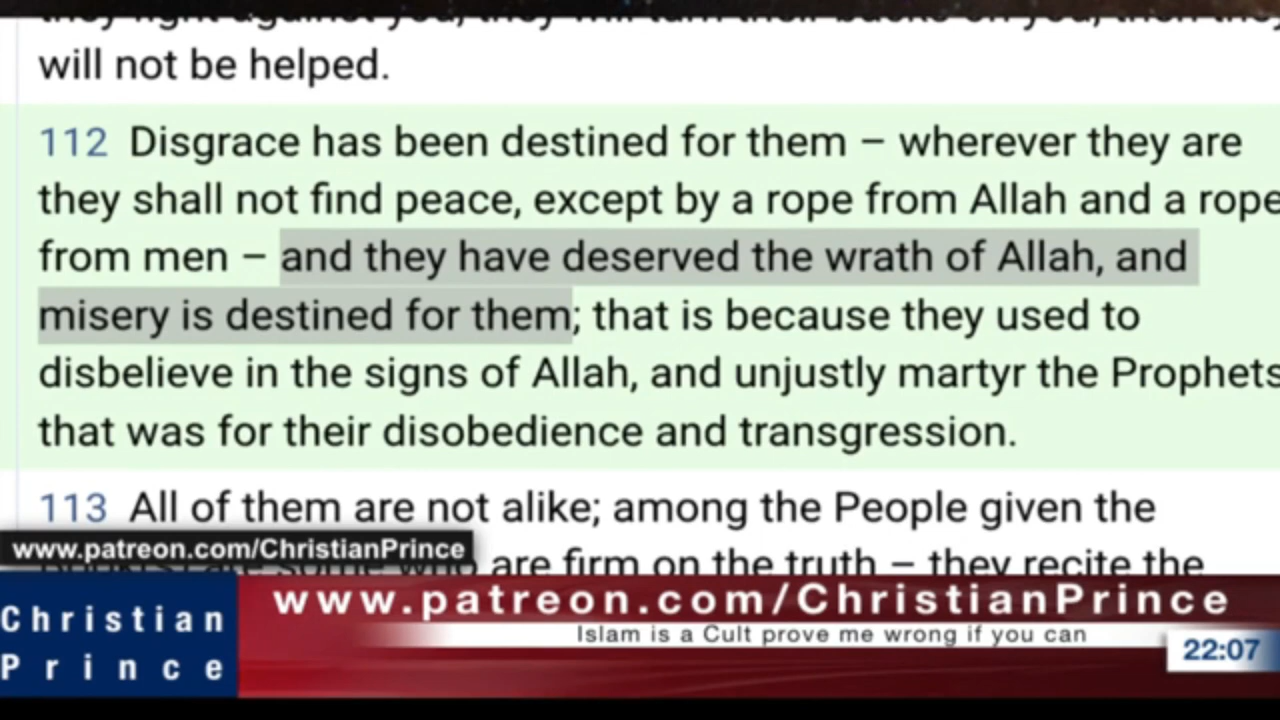 will not be helped.
112 Disgrace has been destined for them – wherever they are
they shall not find peace, except by a rope from Allah and a rope
from men – and they have deserved the wrath of Allah, and
misery is destined for them; that is because they used to
disbelieve in the signs of Allah, and unjustly martyr the Prophets
that was for their disobedience and transgression.
113 All of them are not alike; among the People given the
www.patreon.com/ChristianPrince
are firm on the truth – they recite the
Christian
Prince
www.patreon.com/ChristianPrince
Islam is a Cult prove me wrong if you can
22:07